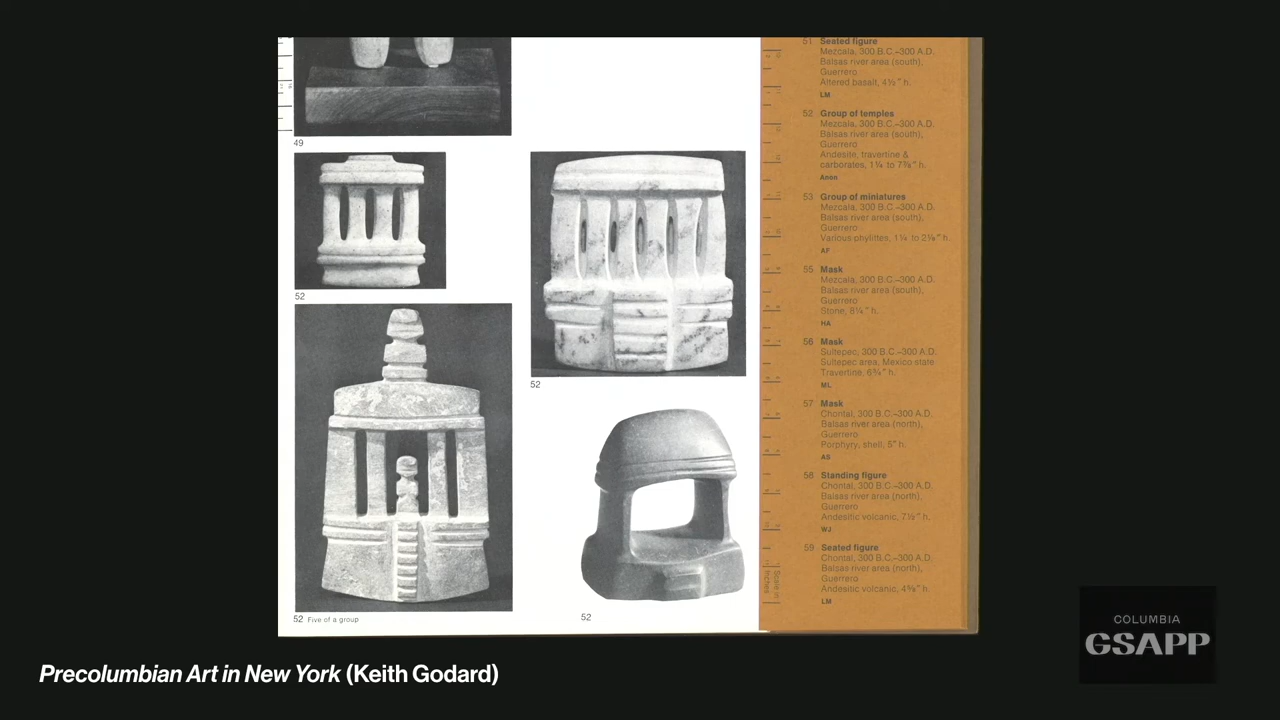 49
52
52
52 Five of a group
52
51 Seated figure
Mezcala, 300 B.C.–300 A.D.
Balsas river area (south),
Guerrero
Altered basalt, 4½" h.
LM
52 Group of temples
Mezcala, 300 B.C.–300 A.D.
Balsas river area (south),
Guerrero
Andesite, travertine &
carbonates, 1¼ to 7⅜" h.
Anon
53 Group of miniatures
Mezcala, 300 B.C.–300 A.D.
Balsas river area (south),
Guerrero
Various phyllites, 1¼ to 2⅛" h.
AF
55 Mask
Mezcala, 300 B.C.–300 A.D.
Balsas river area (south),
Guerrero
Stone, 8¼" h.
HA
56 Mask
Sultepec, 300 B.C.–300 A.D.
Sultepec area, Mexico state
Travertine, 6¾" h.
ML
57 Mask
Chontal, 300 B.C.–300 A.D.
Balsas river area (north),
Guerrero
Porphyry, shell, 5" h.
AS
58 Standing figure
Chontal, 300 B.C.–300 A.D.
Balsas river area (north),
Guerrero
Andesitic volcanic, 7½" h.
WJ
59 Seated figure
Chontal, 300 B.C.–300 A.D.
Balsas river area (north),
Guerrero
Andesitic volcanic, 4⅝" h.
LM
Scale in
inches
Precolumbian Art in New York (Keith Godard)
COLUMBIA
GSAPP